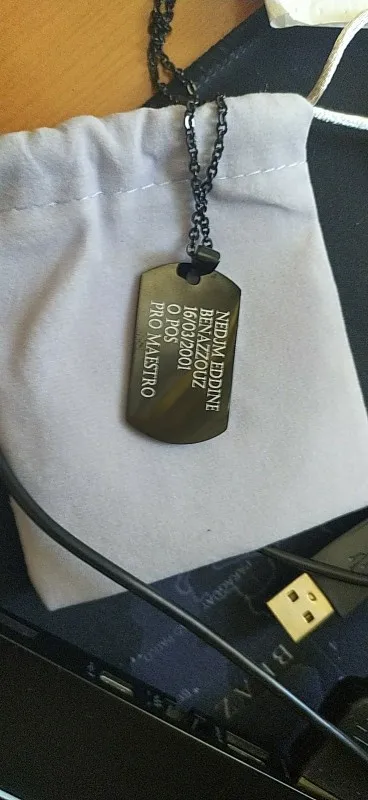 NEDJM EDDINE
BENAZZOUZ
16/03/2001
O POS
PRO MAESTRO